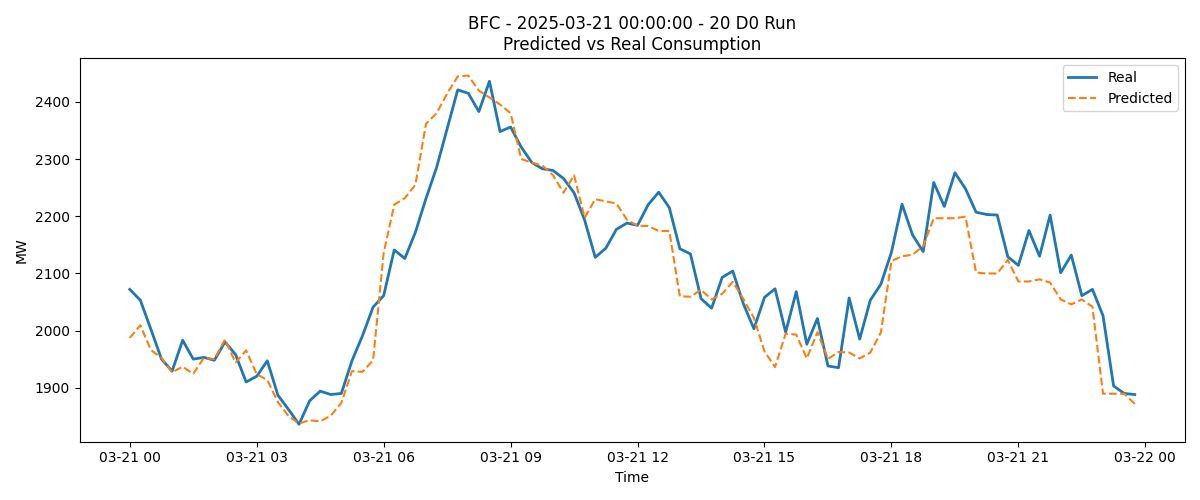 BFC - 2025-03-21 00:00:00 - 20 D0 Run
Predicted vs Real Consumption
Real
Predicted
MW
2400
2300
2200
2100
2000
1900
03-21 00
03-21 03
03-21 06
03-21 09
03-21 12
03-21 15
03-21 18
03-21 21
03-22 00
Time